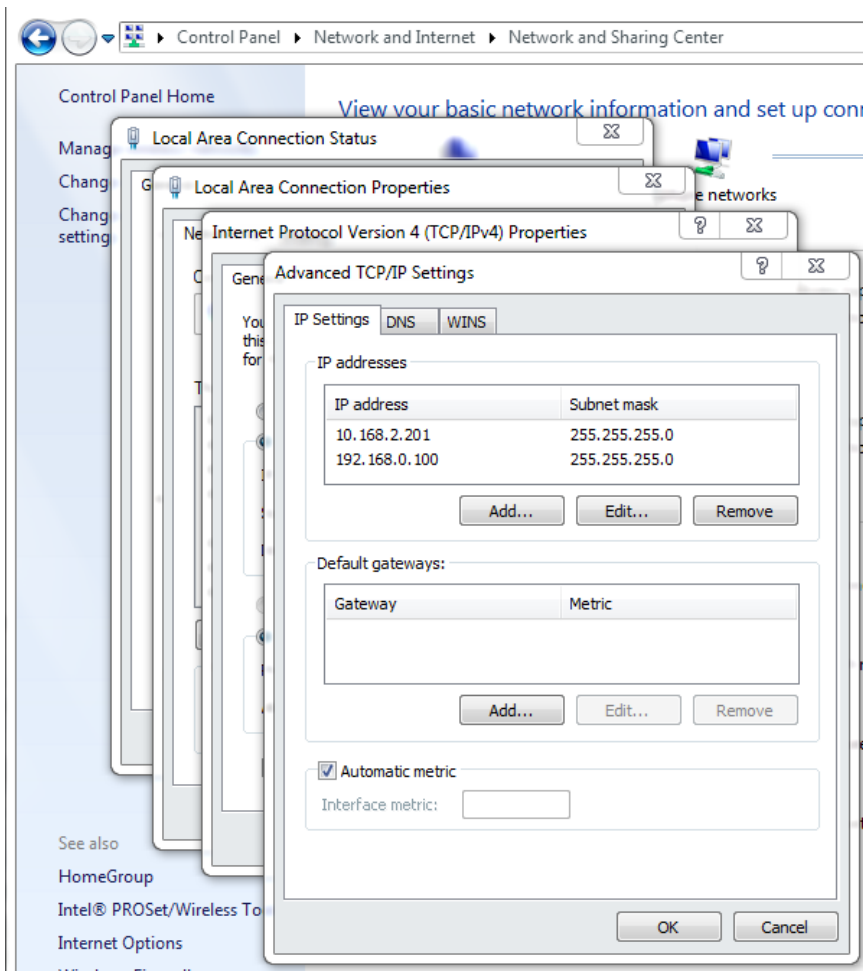 Control Panel Network and Internet Network and Sharing Center
Control Panel Home
View your basic network information and set up
Local Area Connection Status
Local Area Connection Properties
networks
Internet Protocol Version 4 (TCP/IPv4) Properties
Advanced TCP/IP Settings
IP Settings DNS WINS
IP addresses
IP address Subnet mask
10.168.2.201 255.255.255.0
192.168.0.100 255.255.255.0
Add... Edit... Remove
Default gateways:
Gateway Metric
Add... Edit... Remove
Automatic metric
Interface metric:
See also
HomeGroup
Intel® PROSet/Wireless
Internet Options
OK Cancel